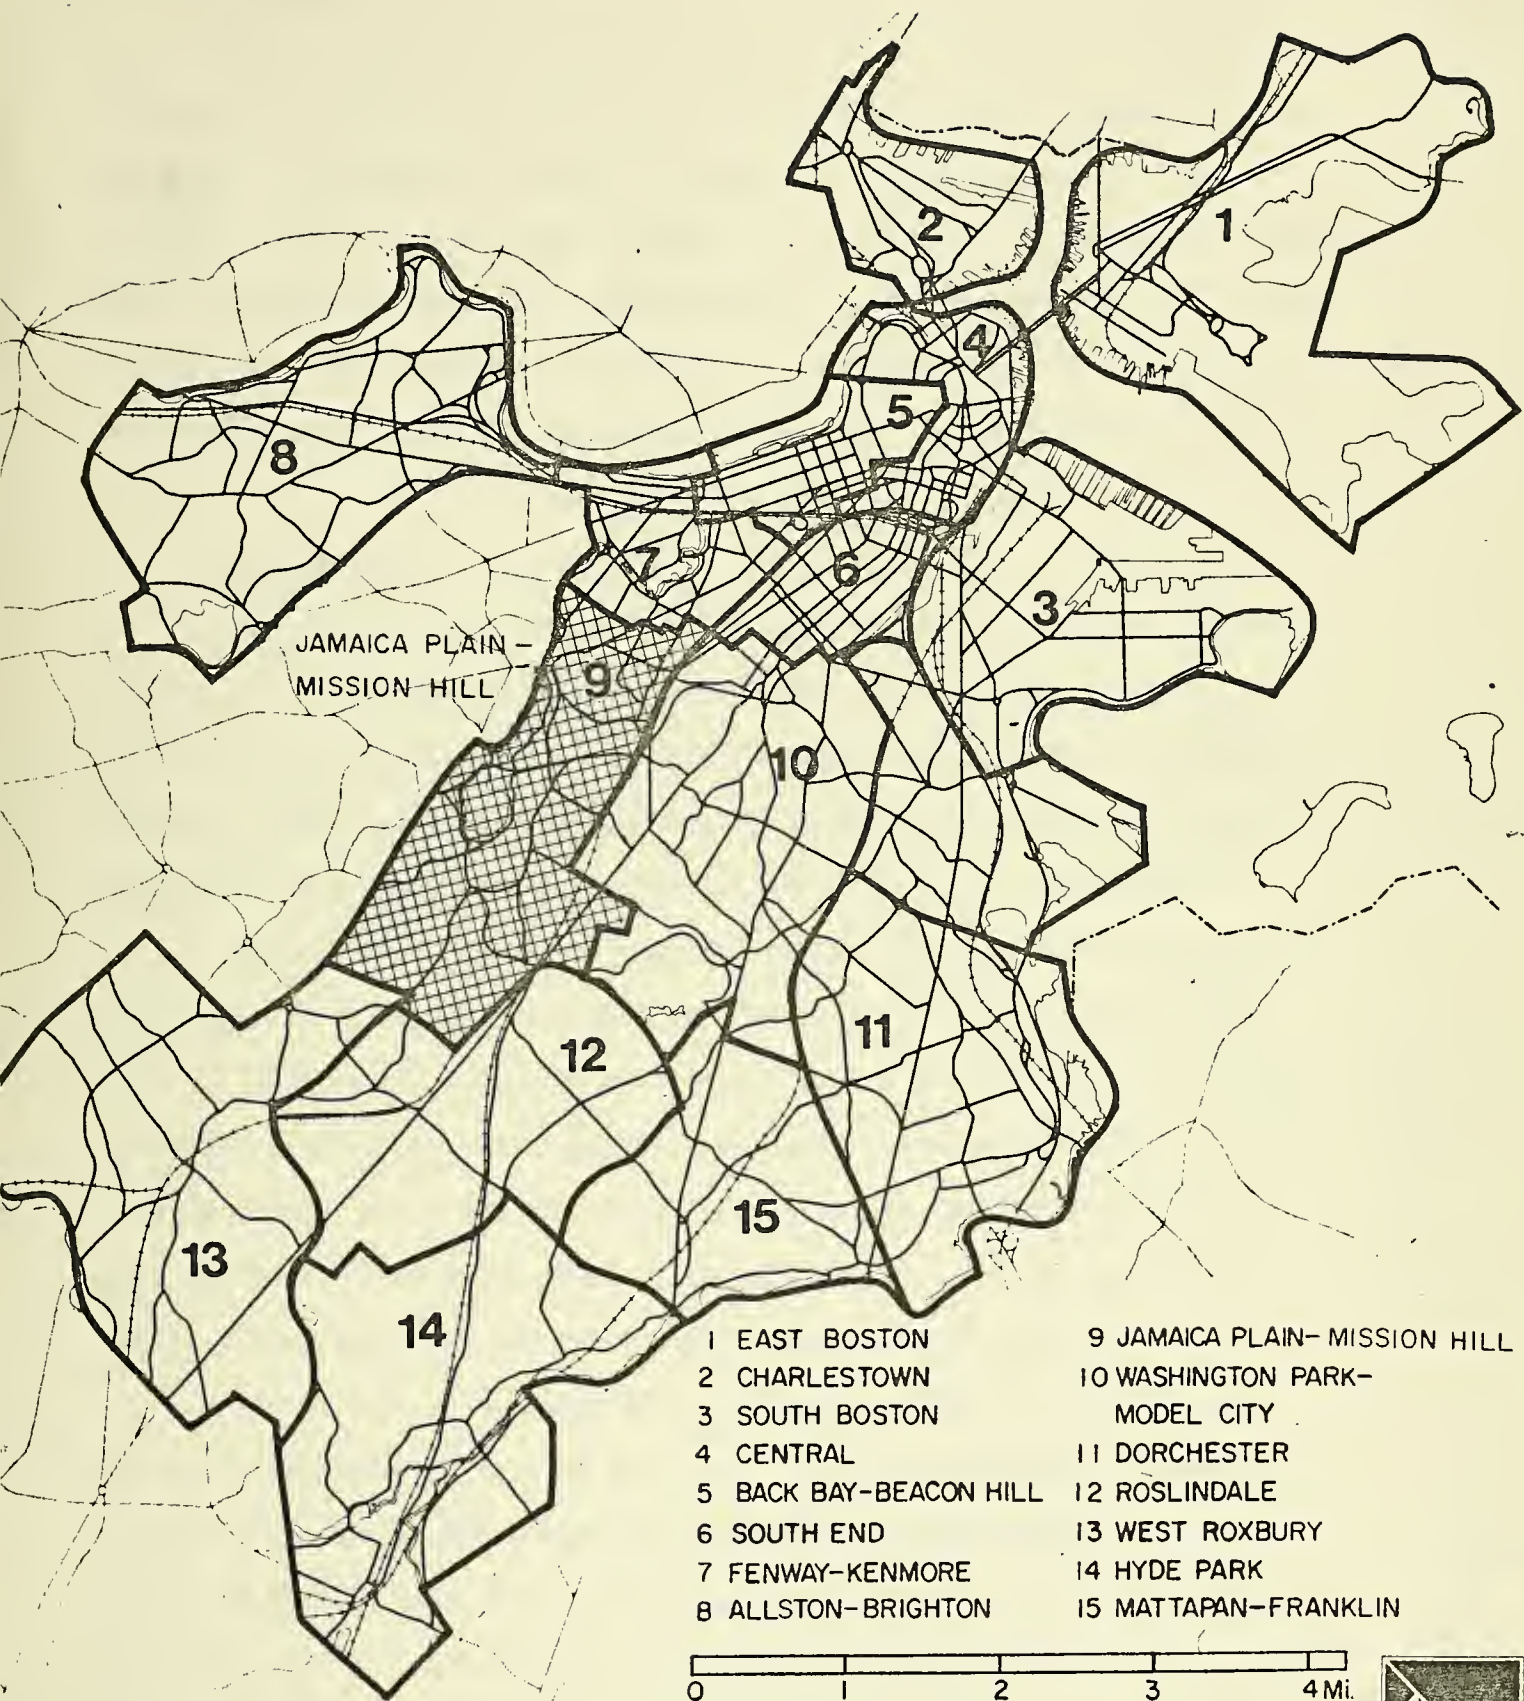 2
1
4
5
8
7
6
3
JAMAICA PLAIN-
MISSION HILL
9
10
11
12
15
13
14
1 EAST BOSTON
2 CHARLESTOWN
3 SOUTH BOSTON
4 CENTRAL
5 BACK BAY-BEACON HILL
6 SOUTH END
7 FENWAY-KENMORE
8 ALLSTON-BRIGHTON
9 JAMAICA PLAIN-MISSION HILL
10 WASHINGTON PARK-
MODEL CITY
11 DORCHESTER
12 ROSLINDALE
13 WEST ROXBURY
14 HYDE PARK
15 MATTAPAN-FRANKLIN
0 1 2 3 4 Mi.